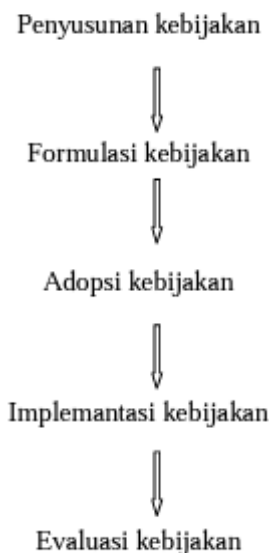 Penyusunan kebijakan
Formulasi kebijakan
Adopsi kebijakan
Implemantasi kebijakan
Evaluasi kebijakan